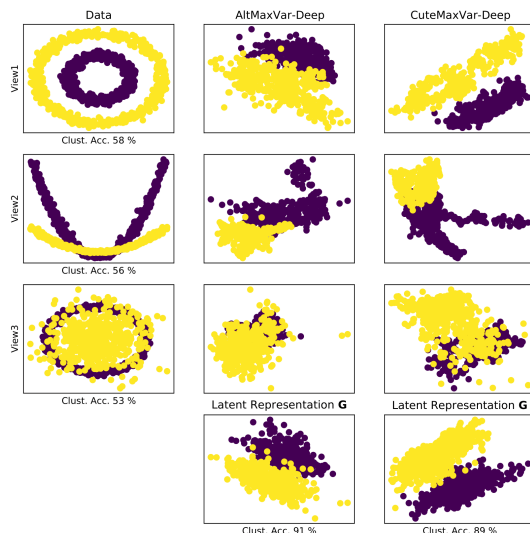 Data
AltMaxVar-Deep
CuteMaxVar-Deep
View1
Clust. Acc. 58 %
View2
Clust. Acc. 56 %
View3
Clust. Acc. 53 %
Latent Representation G
Latent Representation G
Clust. Acc. 91 %
Clust. Acc. 89 %